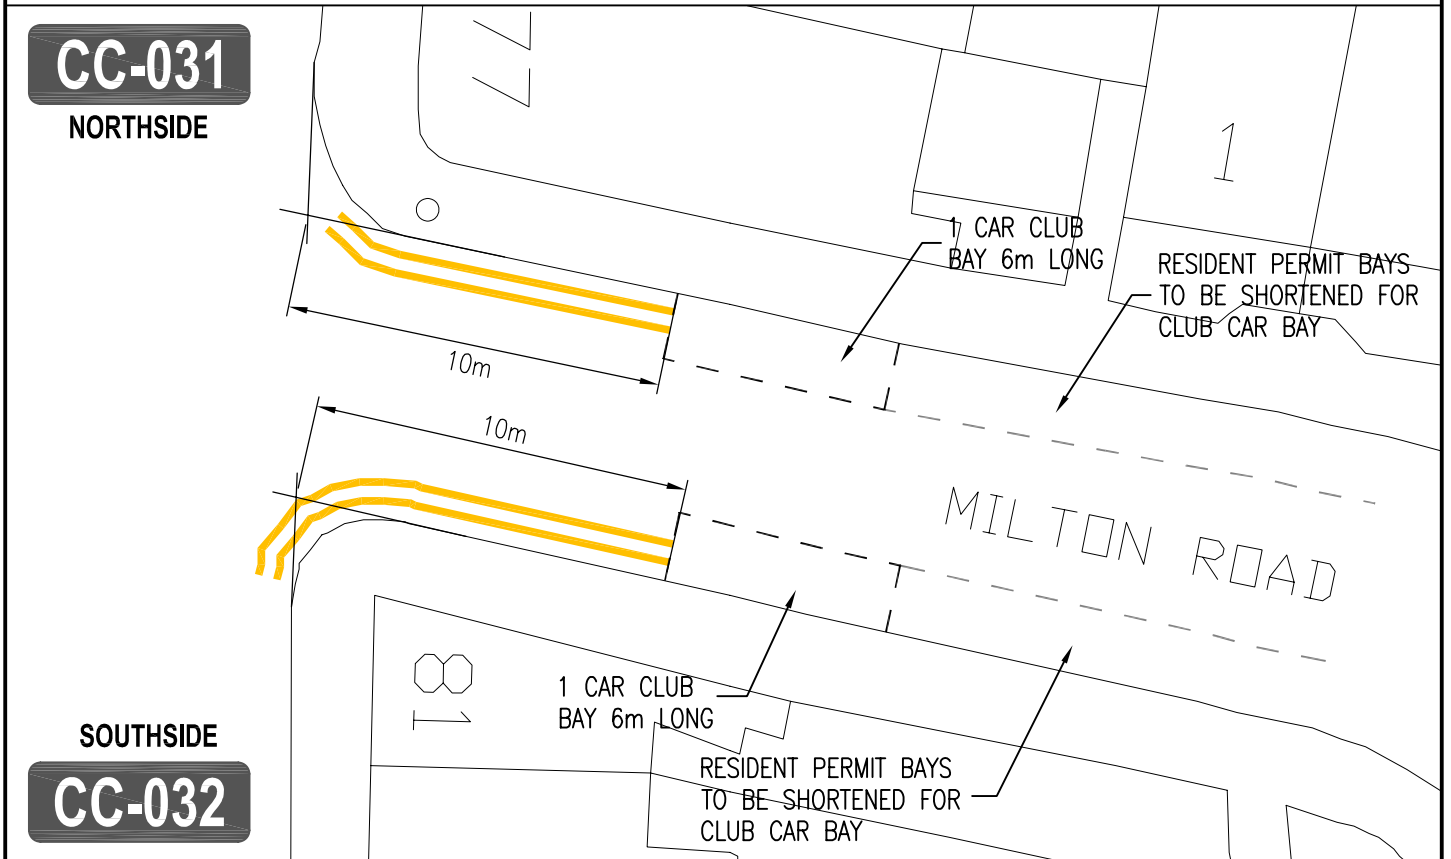 CC-031
NORTHSIDE
77
1
1 CAR CLUB
BAY 6m LONG
RESIDENT PERMIT BAYS
TO BE SHORTENED FOR
CLUB CAR BAY
10m
10m
MILTON ROAD
81
1 CAR CLUB
BAY 6m LONG
SOUTHSIDE
CC-032
RESIDENT PERMIT BAYS
TO BE SHORTENED FOR
CLUB CAR BAY